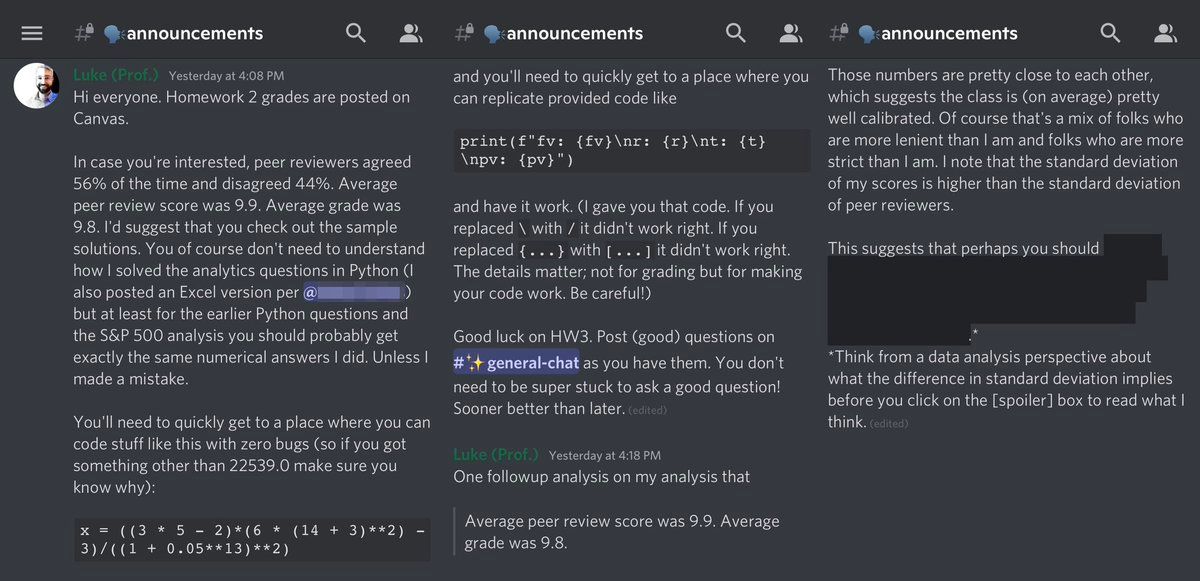 #announcements
Luke (Prof.) Yesterday at 4:08 PM
Hi everyone. Homework 2 grades are posted on
Canvas.
In case you're interested, peer reviewers agreed
56% of the time and disagreed 44%. Average
peer review score was 9.9. Average grade was
9.8. I'd suggest that you check out the sample
solutions. You of course don't need to understand
how I solved the analytics questions in Python (I
also posted an Excel version per @ )
but at least for the earlier Python questions and
the S&P 500 analysis you should probably get
exactly the same numerical answers I did. Unless I
made a mistake.
You'll need to quickly get to a place where you can
code stuff like this with zero bugs (so if you got
something other than 22539.0 make sure you
know why):
x = ((3 * 5 - 2)*(6 * (14 + 3)**2) -
3)/((1 + 0.05**13)**2)
#announcements
and you'll need to quickly get to a place where you
can replicate provided code like
print(f"fv: {fv}\nr: {r}\nt: {t}
\npv: {pv}")
and have it work. (I gave you that code. If you
replaced \ with / it didn't work right. If you
replaced {...} with [...] it didn't work right.
The details matter; not for grading but for making
your code work. Be careful!)
Good luck on HW3. Post (good) questions on
#✨general-chat as you have them. You don't
need to be super stuck to ask a good question!
Sooner better than later. (edited)
Luke (Prof.) Yesterday at 4:18 PM
One followup analysis on my analysis that
Average peer review score was 9.9. Average
grade was 9.8.
#announcements
Those numbers are pretty close to each other,
which suggests the class is (on average) pretty
well calibrated. Of course that's a mix of folks who
are more lenient than I am and folks who are more
strict than I am. I note that the standard deviation
of my scores is higher than the standard deviation
of peer reviewers.
This suggests that perhaps you should
.*
*Think from a data analysis perspective about
what the difference in standard deviation implies
before you click on the [spoiler] box to read what I
think. (edited)